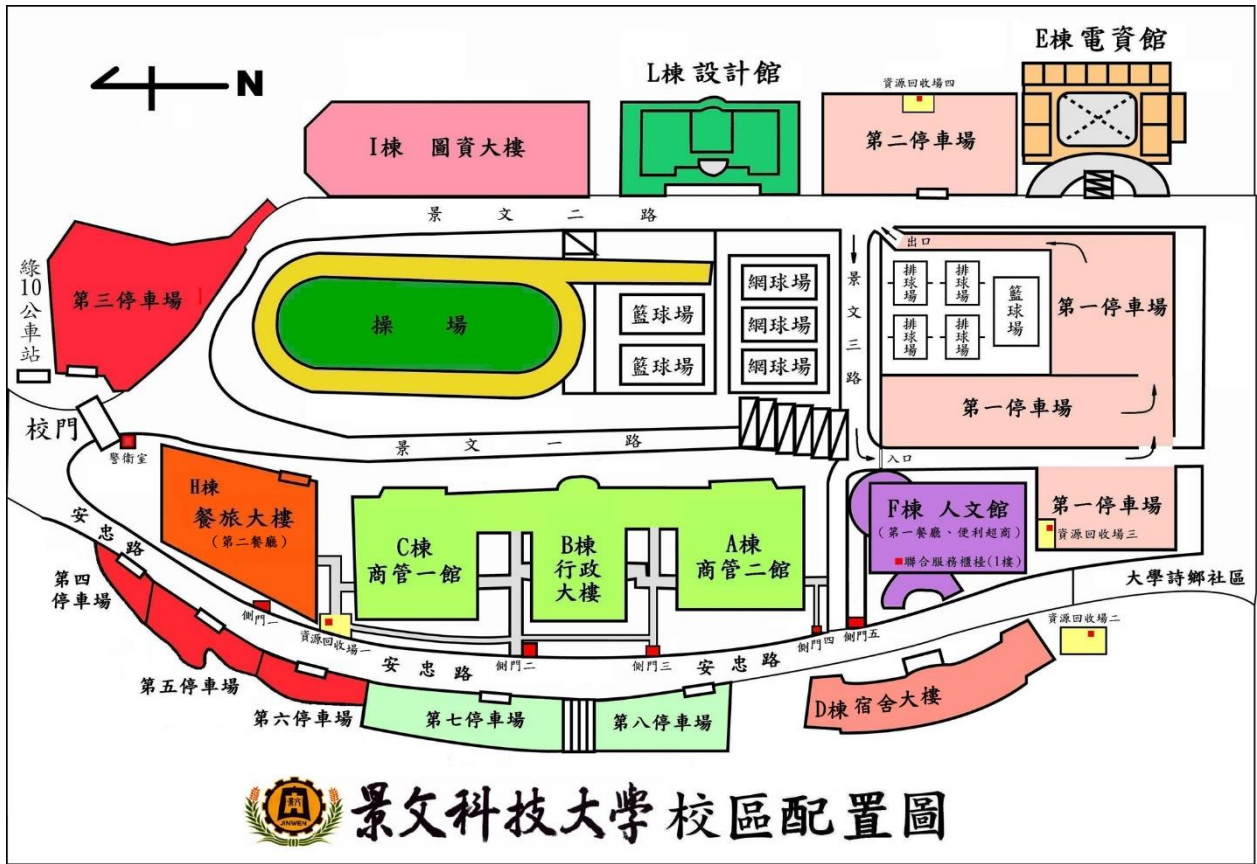 E棟 電資館
L棟 設計館
N
資源回收場四
I棟 圖資大樓
第二停車場
景文二路
出口
綠10公車站
第三停車場
景文三路
排球場
排球場
籃球場
第一停車場
網球場
籃球場
操場
網球場
排球場
排球場
籃球場
網球場
第一停車場
校門
景文一路
警衛室
入口
H棟
餐旅大樓
(第二餐廳)
F棟 人文館
(第一餐廳、便利超商)
聯合服務櫃檯(1樓)
第一停車場
資源回收場三
安忠路
C棟
商管一館
B棟
行政
大樓
A棟
商管二館
第四
停車場
大學詩鄉社區
側門一
資源回收場一
側門二
側門三
側門四
側門五
資源回收場二
安忠路
安忠路
第五停車場
第六停車場
第七停車場
第八停車場
D棟 宿舍大樓
景文
JINWEN
景文科技大學 校區配置圖